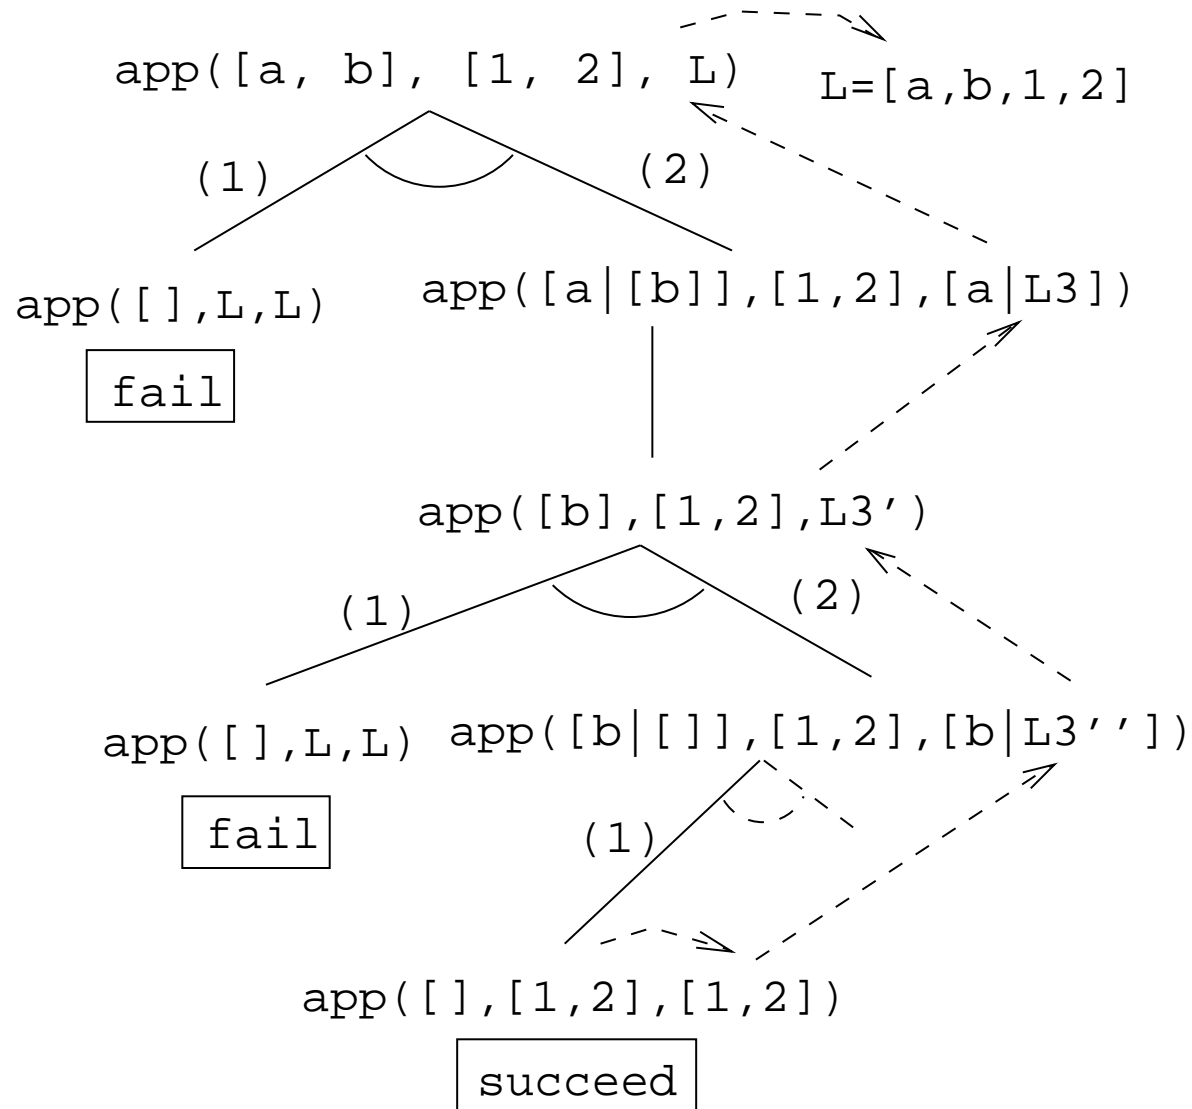 app([a, b], [1, 2], L)
L=[a,b,1,2]
(1)
(2)
app([],L,L)
app([a|[b]],[1,2],[a|L3])
fail
app([b],[1,2],L3')
(1)
(2)
app([],L,L)
app([b|[]],[1,2],[b|L3''])
fail
(1)
app([],[1,2],[1,2])
succeed